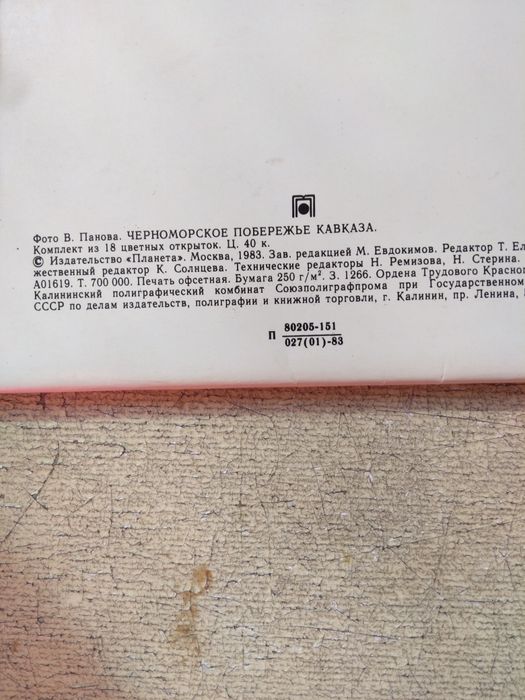 Фото В. Панова. ЧЕРНОМОРСКОЕ ПОБЕРЕЖЬЕ КАВКАЗА.
Комплект из 18 цветных открыток. Ц. 40 к.
© Издательство «Планета». Москва, 1983. Зав. редакцией М. Евдокимов. Редактор Т. Ел
жественный редактор К. Солнцева. Технические редакторы Н. Ремизова, Н. Стерина.
А01619. Т. 700 000. Печать офсетная. Бумага 250 г/м². З. 1266. Ордена Трудового Красно
Калининский полиграфический комбинат Союзполиграфпрома при Государственном
СССР по делам издательств, полиграфии и книжной торговли, г. Калинин, пр. Ленина,
П 80205-151
027(01)-83